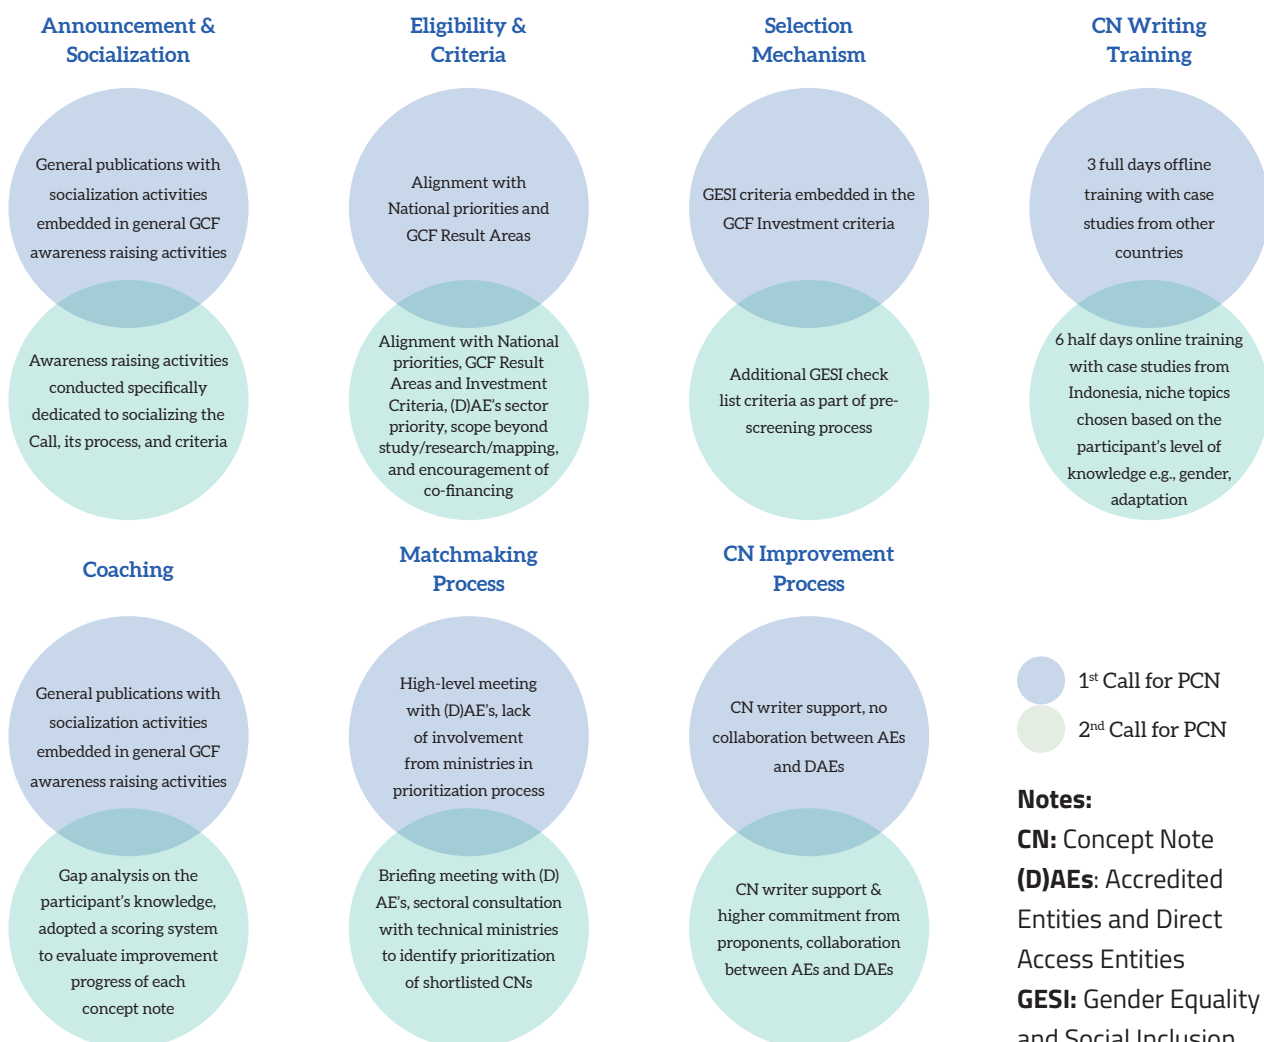 Announcement &
Socialization
General publications with
socialization activities
embedded in general GCF
awareness raising activities
Awareness raising activities
conducted specifically
dedicated to socializing the
Call, its process, and criteria
Eligibility &
Criteria
Alignment with
National priorities and
GCF Result Areas
Alignment with National
priorities, GCF Result
Areas and Investment
Criteria, (D)AE's sector
priority, scope beyond
study/research/mapping,
and encouragement of
co-financing
Selection
Mechanism
GESI criteria embedded in the
GCF Investment criteria
Additional GESI check
list criteria as part of pre-
screening process
CN Writing
Training
3 full days offline
training with case
studies from other
countries
6 half days online training
with case studies from
Indonesia, niche topics
chosen based on the
participant's level of
knowledge e.g., gender,
adaptation
Coaching
General publications with
socialization activities
embedded in general GCF
awareness raising activities
Gap analysis on the
participant's knowledge,
adopted a scoring system
to evaluate improvement
progress of each
concept note
Matchmaking
Process
High-level meeting
with (D)AE's, lack
of involvement
from ministries in
prioritization process
Briefing meeting with (D)
AE's, sectoral consultation
with technical ministries
to identify prioritization
of shortlisted CNs
CN Improvement
Process
CN writer support, no
collaboration between AEs
and DAEs
CN writer support &
higher commitment from
proponents, collaboration
between AEs and DAEs
1st Call for PCN
2nd Call for PCN
Notes:
CN: Concept Note
(D)AEs: Accredited
Entities and Direct
Access Entities
GESI: Gender Equality
and Social Inclusion